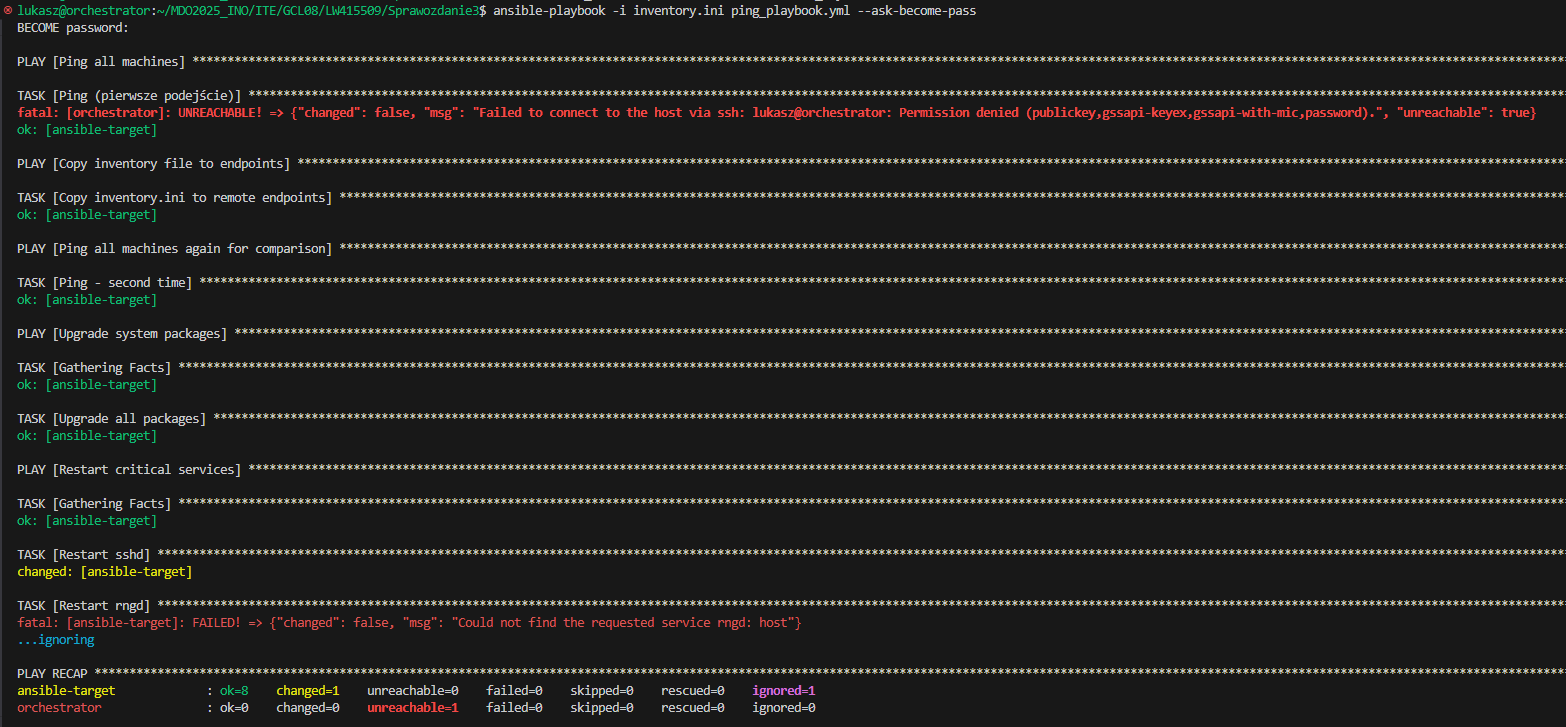 lukasz@orchestrator:~/MDO2025_INO/ITE/GCL08/LW415509/Sprawozdanie3$ ansible-playbook -i inventory.ini ping_playbook.yml --ask-become-pass
BECOME password:
PLAY [Ping all machines] ****************************************************************************************************
TASK [Ping (pierwsze podejście)] ****************************************************************************************************
fatal: [orchestrator]: UNREACHABLE! => {"changed": false, "msg": "Failed to connect to the host via ssh: lukasz@orchestrator: Permission denied (publickey,gssapi-keyex,gssapi-with-mic,password).", "unreachable": true}
ok: [ansible-target]
PLAY [Copy inventory file to endpoints] ****************************************************************************************************
TASK [Copy inventory.ini to remote endpoints] ****************************************************************************************************
ok: [ansible-target]
PLAY [Ping all machines again for comparison] ****************************************************************************************************
TASK [Ping - second time] ****************************************************************************************************
ok: [ansible-target]
PLAY [Upgrade system packages] ****************************************************************************************************
TASK [Gathering Facts] ****************************************************************************************************
ok: [ansible-target]
TASK [Upgrade all packages] ****************************************************************************************************
ok: [ansible-target]
PLAY [Restart critical services] ****************************************************************************************************
TASK [Gathering Facts] ****************************************************************************************************
ok: [ansible-target]
TASK [Restart sshd] ****************************************************************************************************
changed: [ansible-target]
TASK [Restart rngd] ****************************************************************************************************
fatal: [ansible-target]: FAILED! => {"changed": false, "msg": "Could not find the requested service rngd: host"}
...ignoring
PLAY RECAP ****************************************************************************************************
ansible-target : ok=8 changed=1 unreachable=0 failed=0 skipped=0 rescued=0 ignored=1
orchestrator : ok=0 changed=0 unreachable=1 failed=0 skipped=0 rescued=0 ignored=0